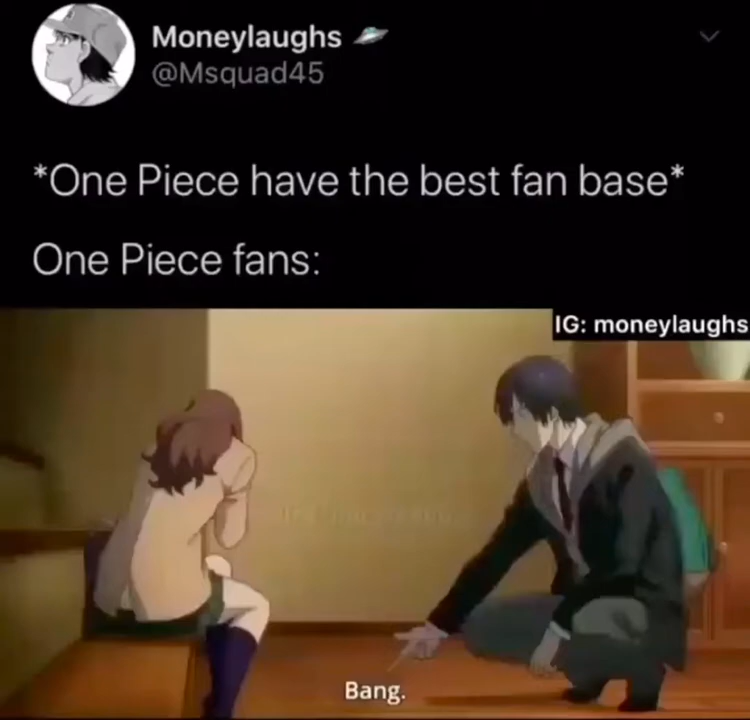 Moneylaughs 🛸
@Msquad45
*One Piece have the best fan base*
One Piece fans:
IG: moneylaughs
Bang.